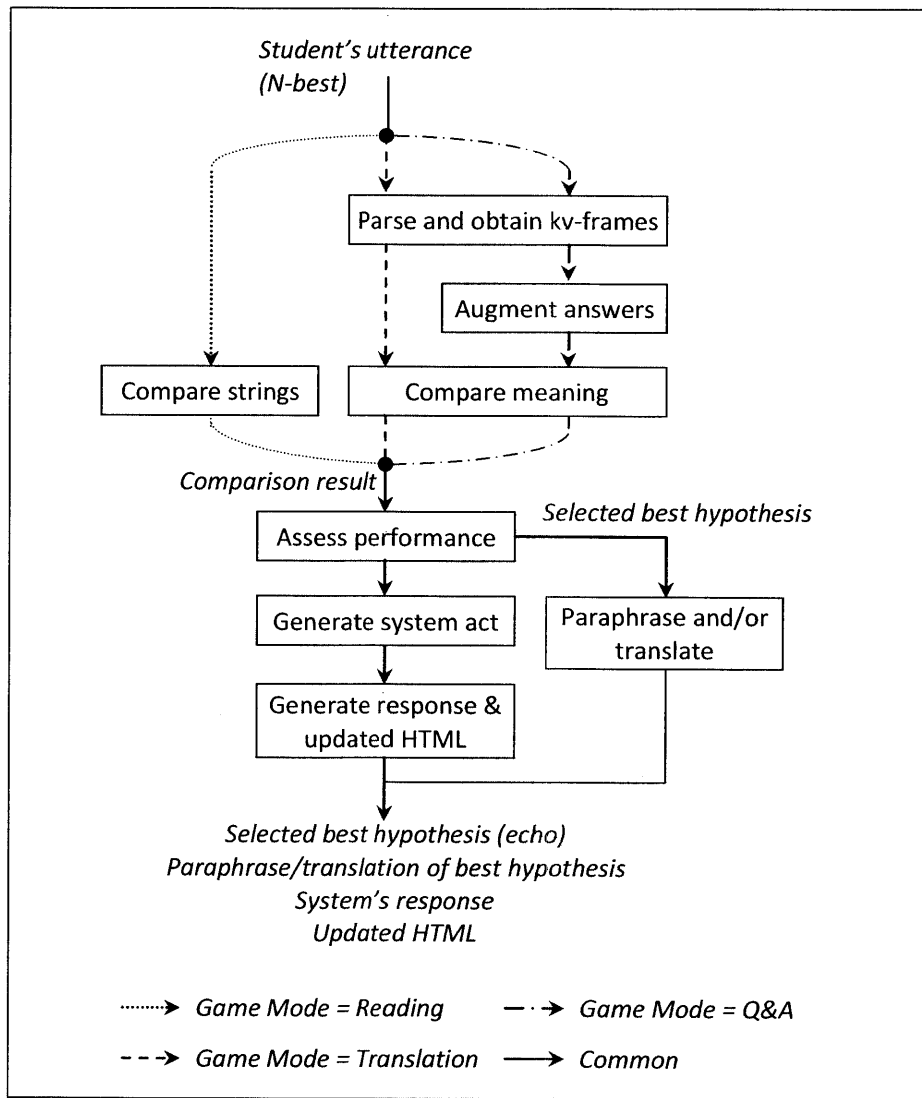 Student's utterance
(N-best)
Parse and obtain kv-frames
Augment answers
Compare strings
Compare meaning
Comparison result
Selected best hypothesis
Assess performance
Generate system act
Paraphrase and/or
translate
Generate response &
updated HTML
Selected best hypothesis (echo)
Paraphrase/translation of best hypothesis
System's response
Updated HTML
Game Mode = Reading
Game Mode = Q&A
Game Mode = Translation
Common